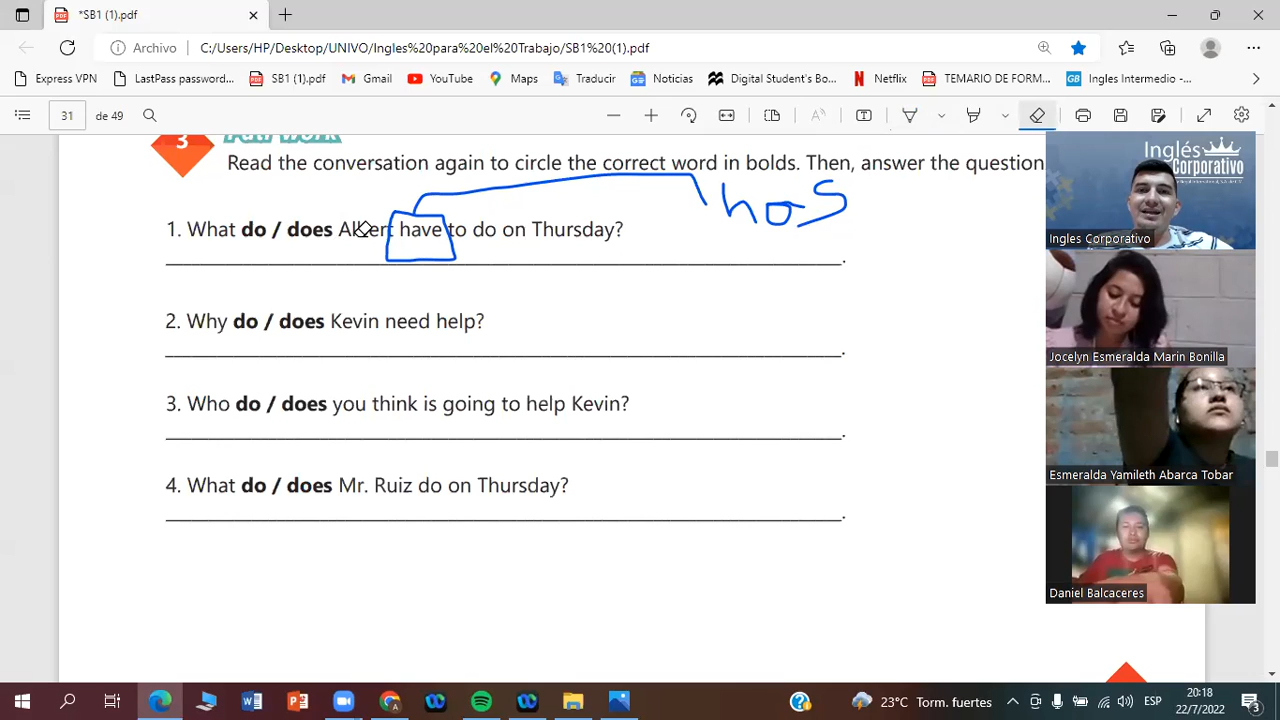 *SB1 (1).pdf
Archivo C:/Users/HP/Desktop/UNIVO/Ingles%20para%20el%20Trabajo/SB1%20(1).pdf
Express VPN LastPass password... SB1 (1).pdf Gmail YouTube Maps Traducir Noticias Digital Student's Bo... Netflix TEMARIO DE FORM... GB Ingles Intermedio -...
31 de 49
3 Pair work
Read the conversation again to circle the correct word in bolds. Then, answer the question
has
1. What do / does Albert have to do on Thursday?
2. Why do / does Kevin need help?
3. Who do / does you think is going to help Kevin?
4. What do / does Mr. Ruiz do on Thursday?
Inglés
Corporativo
Ingles Corporativo
Jocelyn Esmeralda Marin Bonilla
Esmeralda Yamileth Abarca Tobar
Daniel Balcaceres
23°C Torm. fuertes ESP 20:18
22/7/2022 3